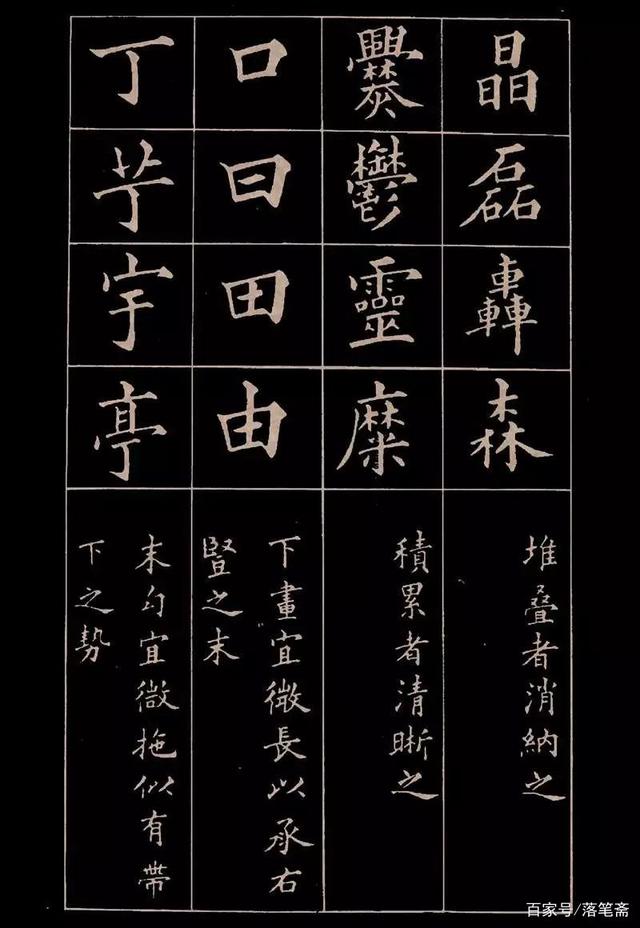 晶
磊
轟
森
堆叠者消納之
爨
鬱
靈
糜
積累者清晰之
口
曰
田
由
下畫宜微長以承右
豎之末
丁
芋
宇
亭
末勾宜微拖似有帶
下之勢
百家号/落笔斋